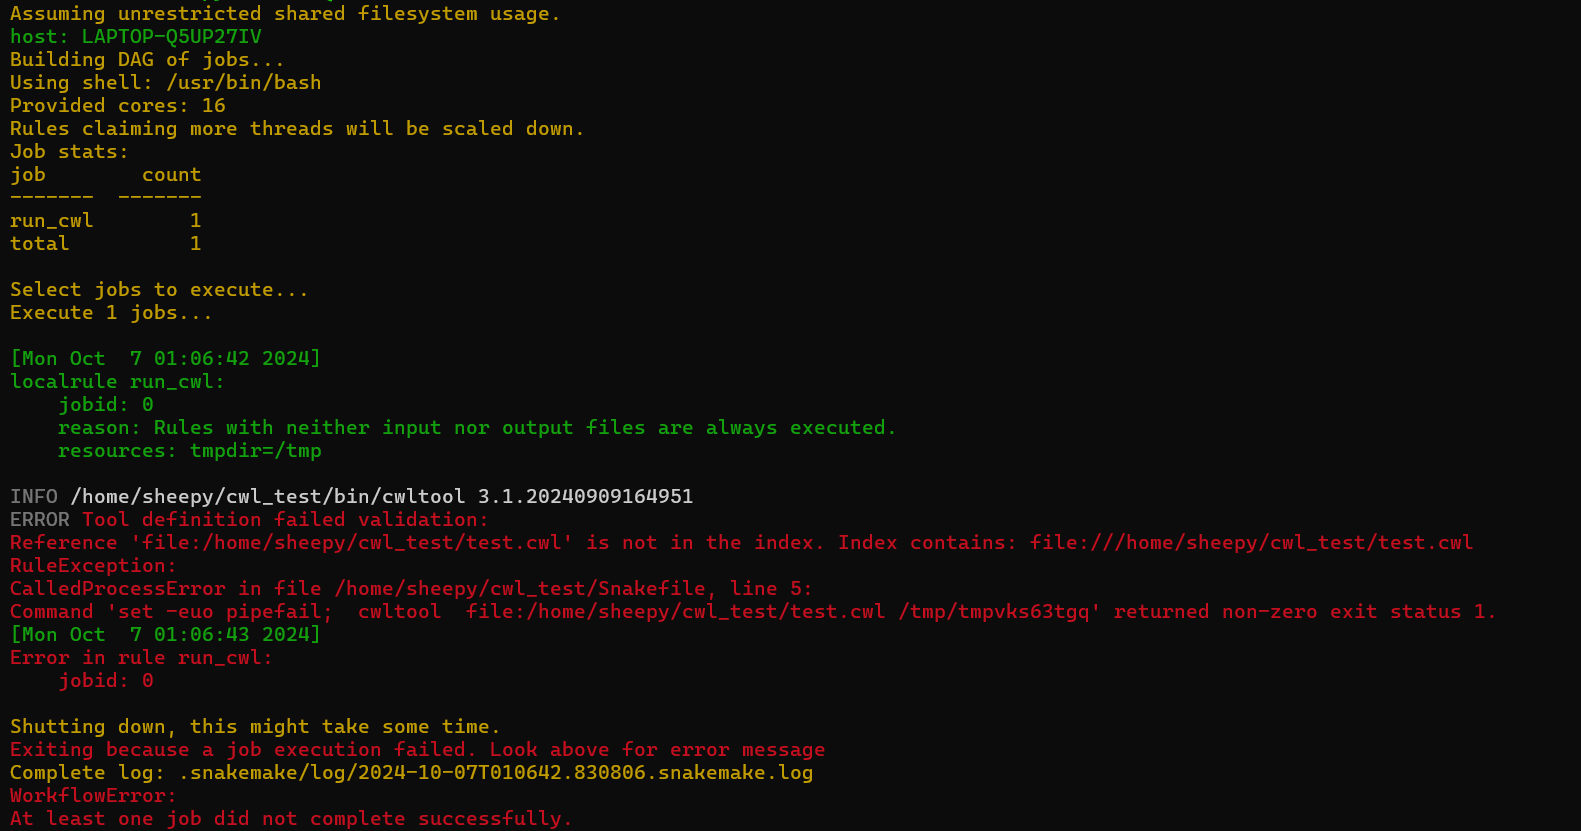 Assuming unrestricted shared filesystem usage.
host: LAPTOP-Q5UP27IV
Building DAG of jobs...
Using shell: /usr/bin/bash
Provided cores: 16
Rules claiming more threads will be scaled down.
Job stats:
job        count
-------  -------
run_cwl        1
total          1
Select jobs to execute...
Execute 1 jobs...
[Mon Oct  7 01:06:42 2024]
localrule run_cwl:
    jobid: 0
    reason: Rules with neither input nor output files are always executed.
    resources: tmpdir=/tmp
INFO /home/sheepy/cwl_test/bin/cwltool 3.1.20240909164951
ERROR Tool definition failed validation:
Reference 'file:/home/sheepy/cwl_test/test.cwl' is not in the index. Index contains: file:///home/sheepy/cwl_test/test.cwl
RuleException:
CalledProcessError in file /home/sheepy/cwl_test/Snakefile, line 5:
Command 'set -euo pipefail;  cwltool  file:/home/sheepy/cwl_test/test.cwl /tmp/tmpvks63tgq' returned non-zero exit status 1.
[Mon Oct  7 01:06:43 2024]
Error in rule run_cwl:
    jobid: 0
Shutting down, this might take some time.
Exiting because a job execution failed. Look above for error message
Complete log: .snakemake/log/2024-10-07T010642.830806.snakemake.log
WorkflowError:
At least one job did not complete successfully.